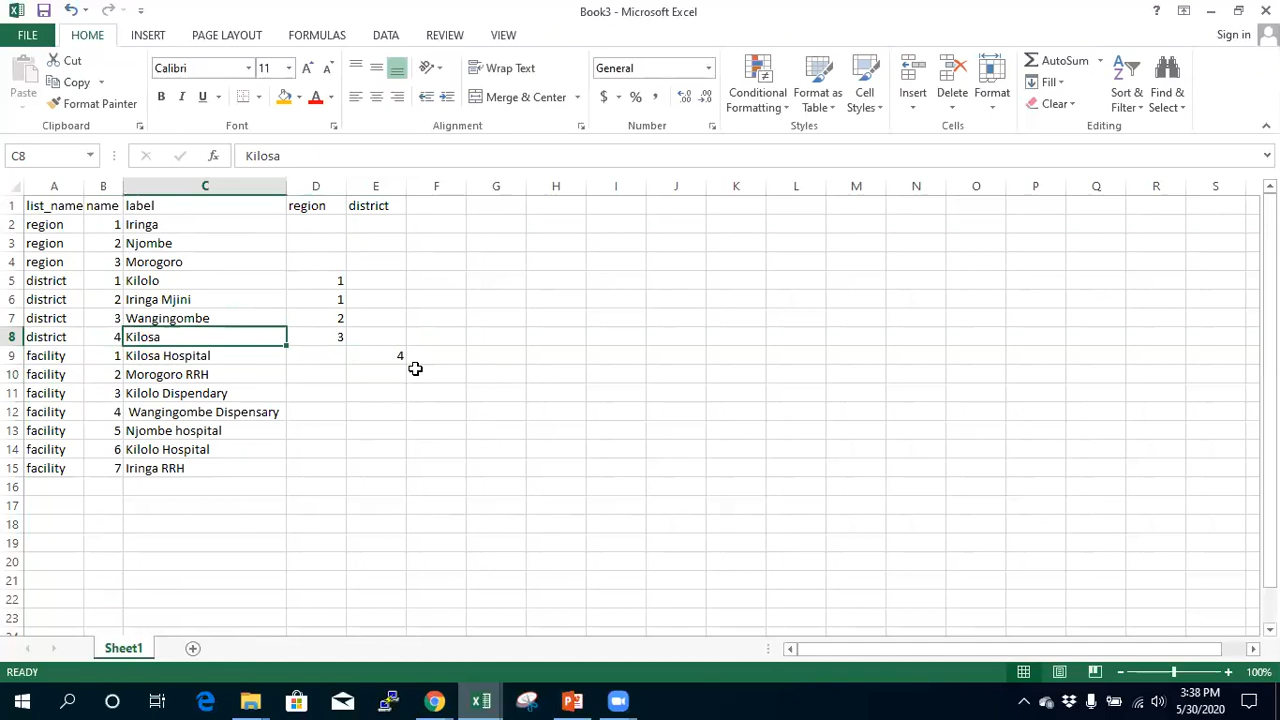 Book3 - Microsoft Excel
?
FILE HOME INSERT PAGE LAYOUT FORMULAS DATA REVIEW VIEW Sign in
Paste Cut Copy Format Painter Clipboard
Calibri 11 A A B I U A Font
Wrap Text Merge & Center Alignment
General $ % , Number
Conditional Formatting Format as Table Cell Styles Styles
Insert Delete Format Cells
AutoSum Fill Clear Sort & Filter Find & Select Editing
C8 fx Kilosa
A B C D E F G H I J K L M N O P Q R S
1 list_name name label region district
2 region 1 Iringa
3 region 2 Njombe
4 region 3 Morogoro
5 district 1 Kilolo 1
6 district 2 Iringa Mjini 1
7 district 3 Wangingombe 2
8 district 4 Kilosa 3
9 facility 1 Kilosa Hospital 4
10 facility 2 Morogoro RRH
11 facility 3 Kilolo Dispendary
12 facility 4 Wangingombe Dispensary
13 facility 5 Njombe hospital
14 facility 6 Kilolo Hospital
15 facility 7 Iringa RRH
16
17
18
19
20
21
22
23
Sheet1
READY 100%
3:38 PM
5/30/2020